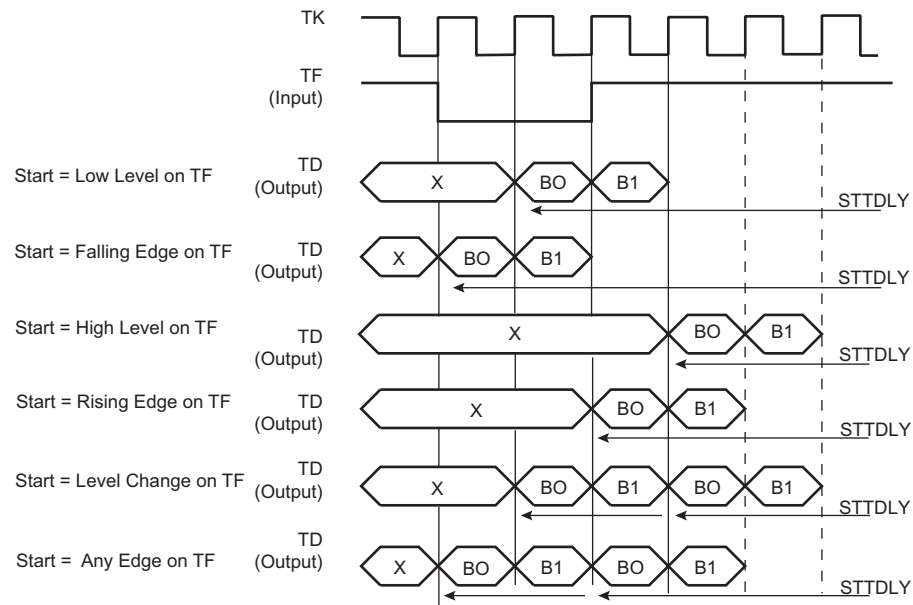 TK
TF
(Input)
Start = Low Level on TF
TD
(Output)
X
BO
B1
STTDLY
Start = Falling Edge on TF
TD
(Output)
X
BO
B1
STTDLY
Start = High Level on TF
TD
(Output)
X
BO
B1
STTDLY
Start = Rising Edge on TF
TD
(Output)
X
BO
B1
STTDLY
Start = Level Change on TF
TD
(Output)
X
BO
B1
BO
B1
STTDLY
Start = Any Edge on TF
TD
(Output)
X
BO
B1
BO
B1
STTDLY